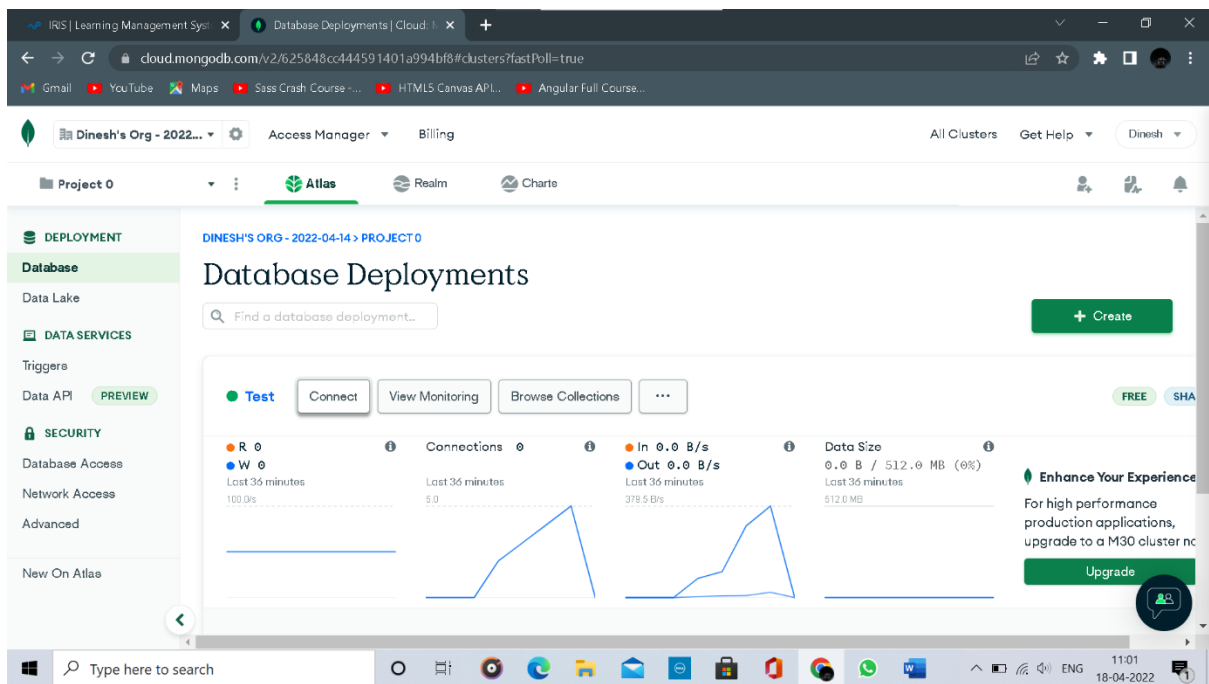 IRIS | Learning Management Syst
Database Deployments | Cloud: M
cloud.mongodb.com/v2/625848cc444591401a994bf8#clusters?fastPoll=true
Gmail YouTube Maps Sass Crash Course -... HTML5 Canvas API... Angular Full Course...
Dinesh's Org - 2022... Access Manager Billing All Clusters Get Help Dinesh
Project 0 Atlas Realm Charts
DEPLOYMENT
Database
Data Lake
DATA SERVICES
Triggers
Data API PREVIEW
SECURITY
Database Access
Network Access
Advanced
New On Atlas
DINESH'S ORG - 2022-04-14 > PROJECT 0
Database Deployments
Find a database deployment...
+ Create
Test Connect View Monitoring Browse Collections ... FREE SHA
R 0
W 0
Last 36 minutes
100.0/s
Connections 0
Last 36 minutes
5.0
In 0.0 B/s
Out 0.0 B/s
Last 36 minutes
379.5 B/s
Data Size
0.0 B / 512.0 MB (0%)
Last 36 minutes
512.0 MB
Enhance Your Experience
For high performance
production applications,
upgrade to a M30 cluster no
Upgrade
Type here to search
ENG
11:01
18-04-2022
1